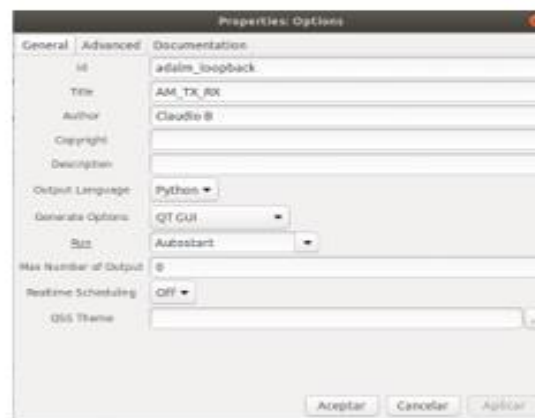 Properties: Options
General Advanced Documentation
Id adalm_loopback
Title AM_TX_RX
Author Claudio B
Copyright
Description
Output Language Python
Generate Options QT GUI
Run Autostart
Max Number of Output 0
Realtime Scheduling Off
QSS Theme
Aceptar Cancelar Aplicar